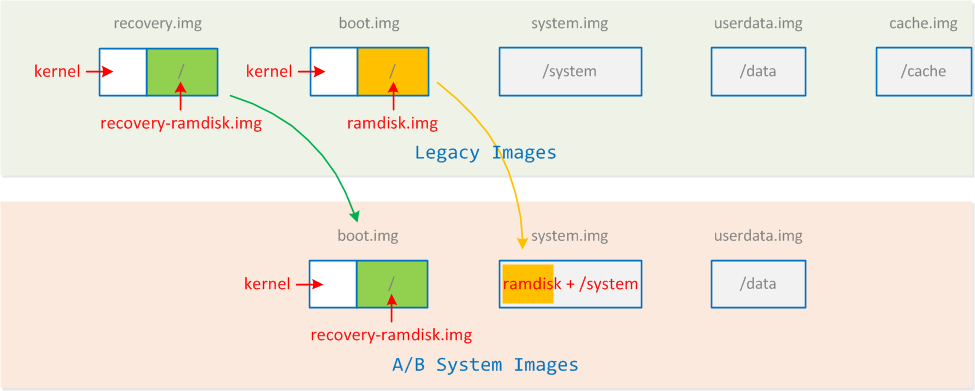 recovery.img boot.img system.img userdata.img cache.img
kernel / kernel / /system /data /cache
recovery-ramdisk.img ramdisk.img
Legacy Images
boot.img system.img userdata.img
kernel / ramdisk + /system /data
recovery-ramdisk.img
A/B System Images